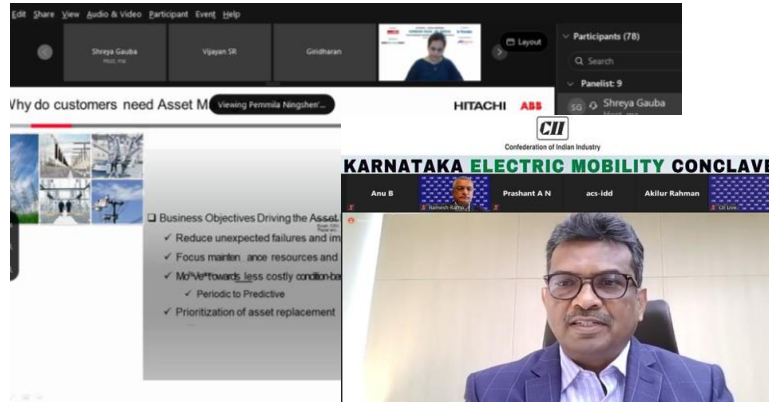 Edit Share View Audio & Video Participant Event Help
Shreya Gauba
Host, me
Vijayan SR
Giridharan
Layout
Participants (78)
Search
Panelist: 9
SG Shreya Gauba
Host, me
Why do customers need Asset M
Viewing Pemmila Ningshen'...
HITACHI ABB
Business Objectives Driving the Asset
✓ Reduce unexpected failures and im
✓ Focus mainten ance resources and
towards less costly condition-ba
✓ Periodic to Predictive
✓ Prioritization of asset replacement
CII
Confederation of Indian Industry
KARNATAKA ELECTRIC MOBILITY CONCLAVE
Anu B
Prashant A N
acs-idd
Akilur Rahman
CII Live